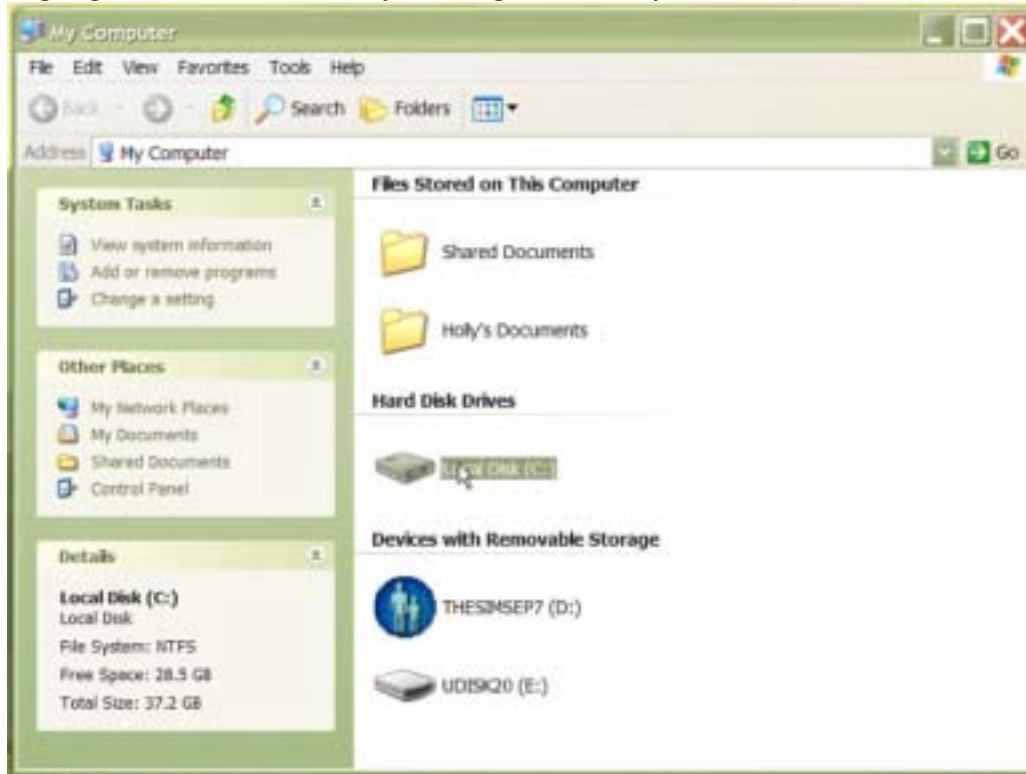 My Computer
File Edit View Favorites Tools Help
Back Search Folders
Address My Computer Go
System Tasks
View system information
Add or remove programs
Change a setting
Other Places
My Network Places
My Documents
Shared Documents
Control Panel
Details
Local Disk (C:)
Local Disk
File System: NTFS
Free Space: 28.5 GB
Total Size: 37.2 GB
Files Stored on This Computer
Shared Documents
Holly's Documents
Hard Disk Drives
Local Disk (C:)
Devices with Removable Storage
THESIMSEP7 (D:)
UDISK20 (E:)